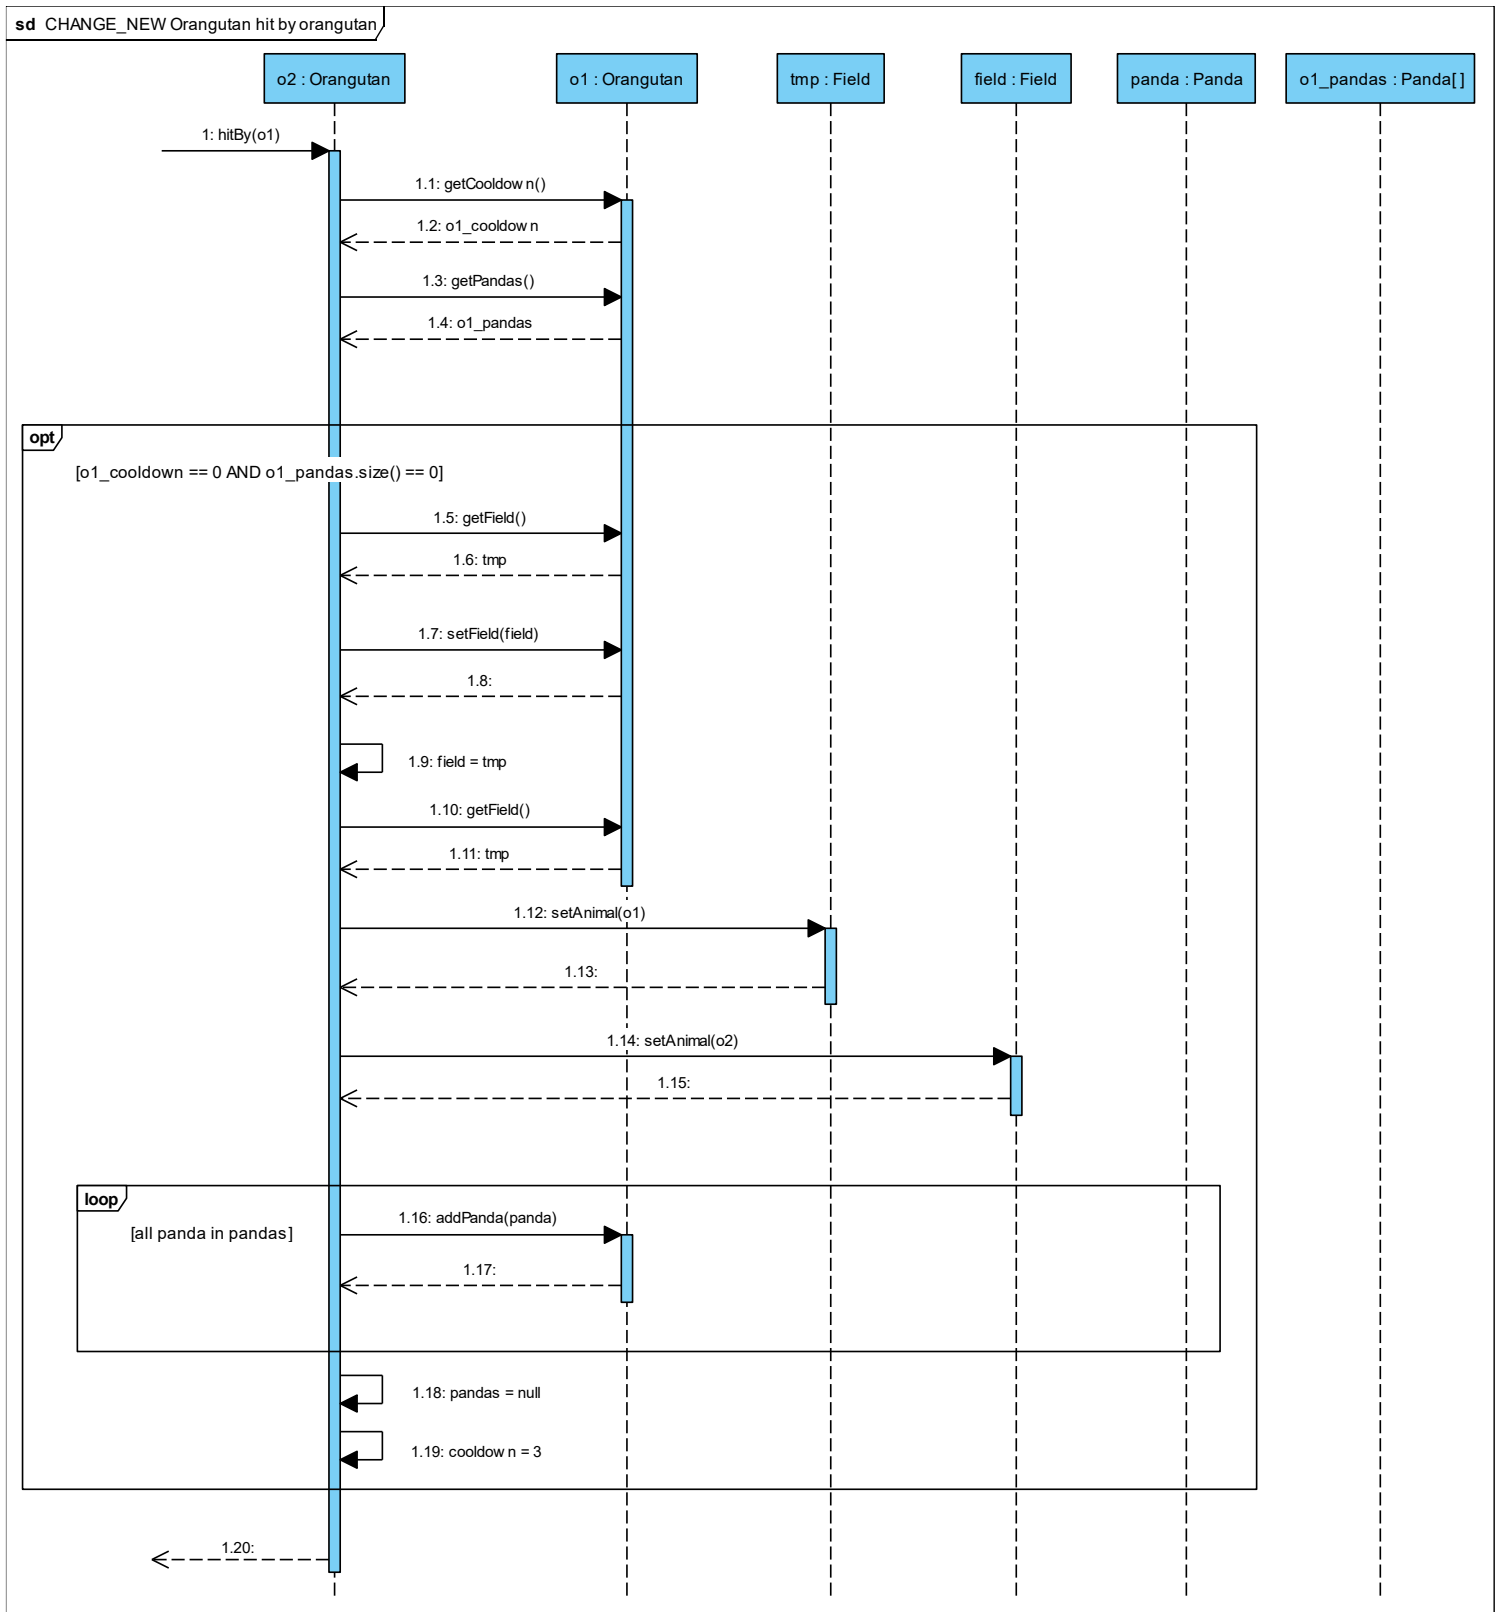 sd CHANGE_NEW Orangutan hit by orangutan
o2 : Orangutan
o1 : Orangutan
tmp : Field
field : Field
panda : Panda
o1_pandas : Panda[]
1: hitBy(o1)
1.1: getCooldown()
1.2: o1_cooldown
1.3: getPandas()
1.4: o1_pandas
opt
[o1_cooldown == 0 AND o1_pandas.size() == 0]
1.5: getField()
1.6: tmp
1.7: setField(field)
1.8:
1.9: field = tmp
1.10: getField()
1.11: tmp
1.12: setAnimal(o1)
1.13:
1.14: setAnimal(o2)
1.15:
loop
1.16: addPanda(panda)
[all panda in pandas]
1.17:
1.18: pandas = null
1.19: cooldown = 3
1.20: